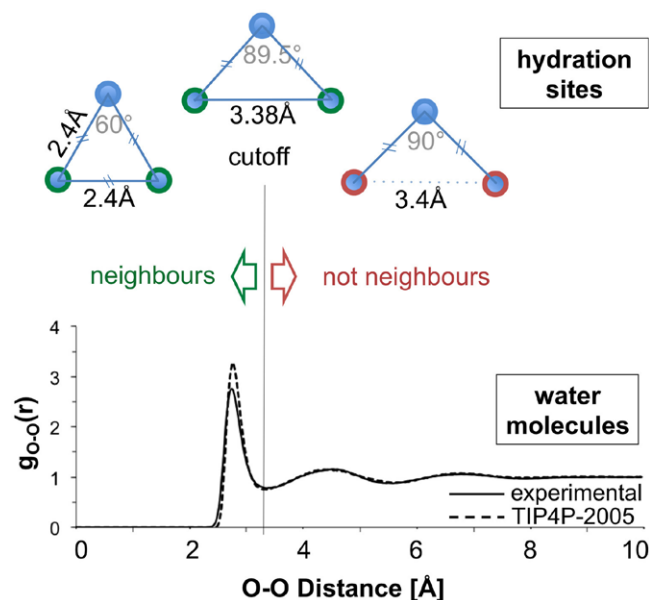 89.5°
3.38Å
cutoff
hydration
sites
60°
2.4Å
2.4Å
90°
3.4Å
neighbours
not neighbours
water
molecules
4
3
2
1
0
gO-O(r)
experimental
TIP4P-2005
0 2 4 6 8 10
O-O Distance [Å]